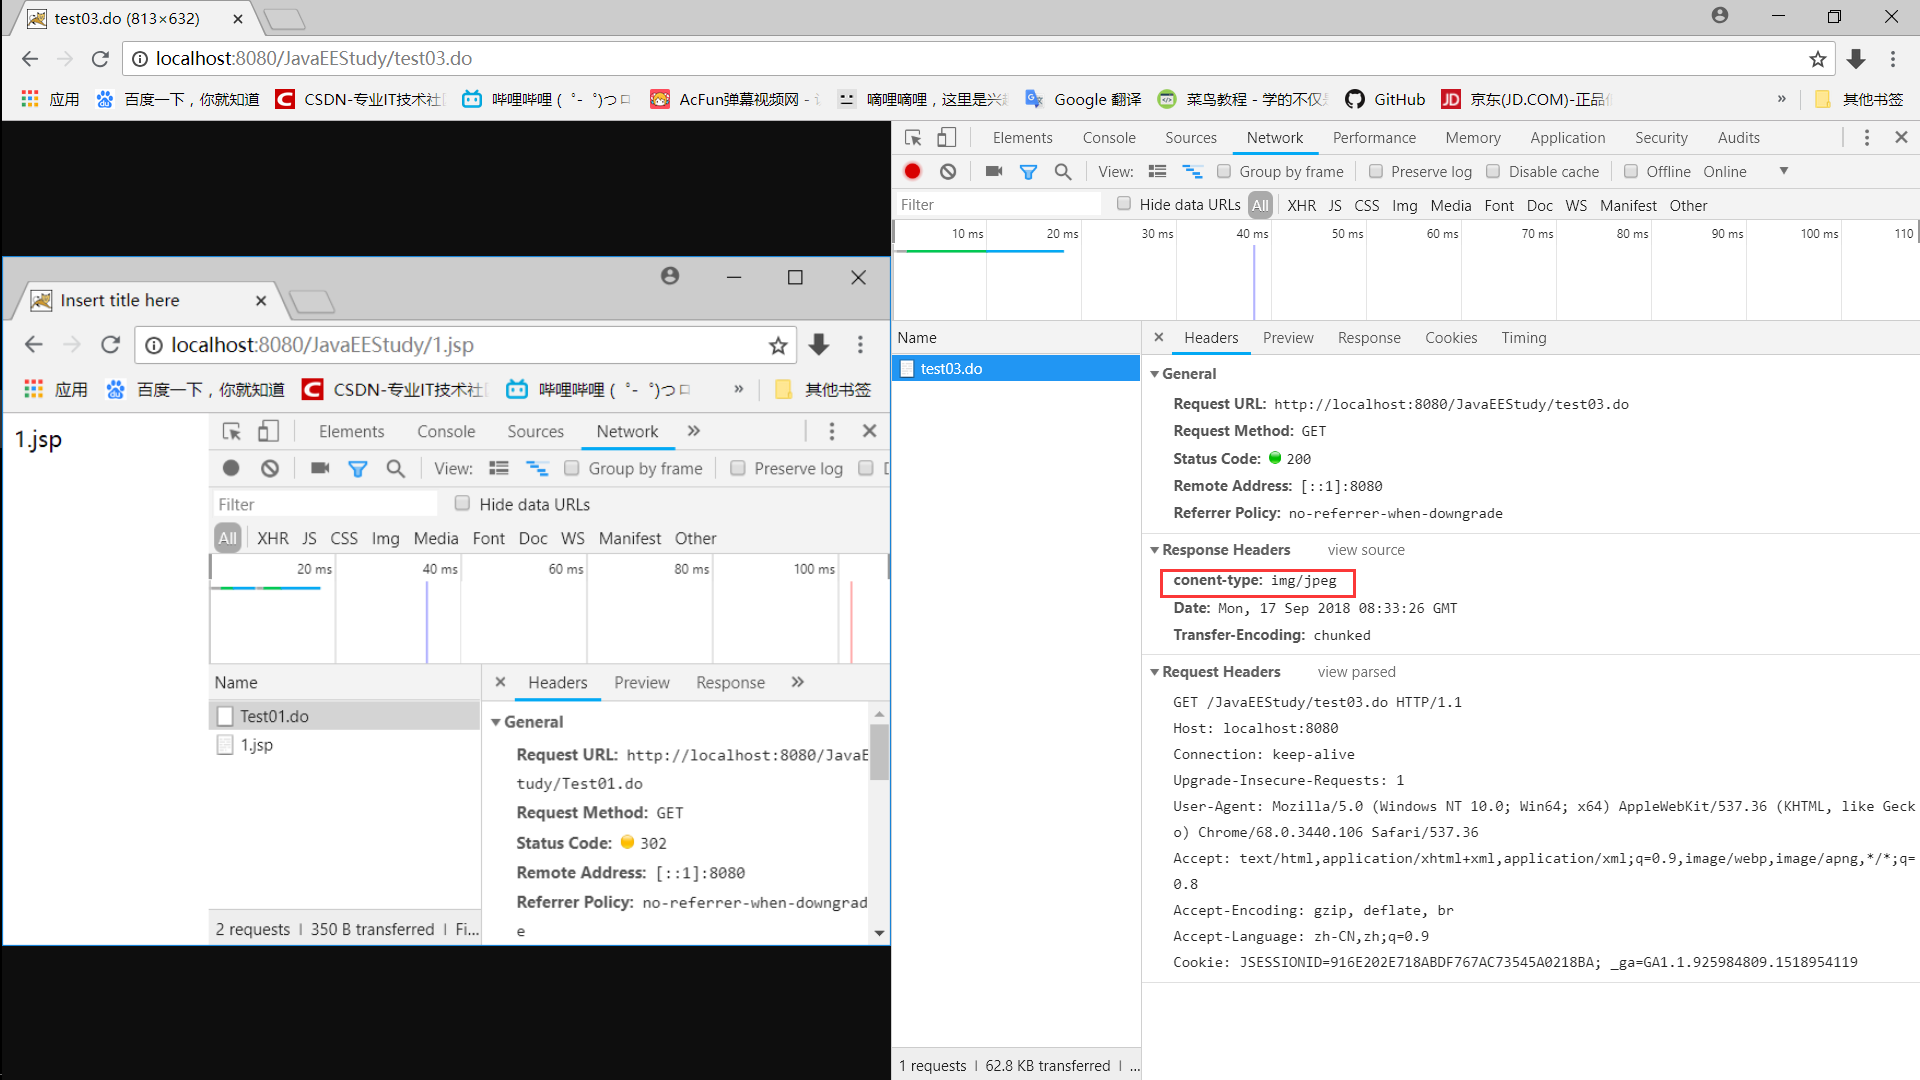 test03.do (813×632)
localhost:8080/JavaEEStudy/test03.do
应用 百度一下，你就知道 CSDN-专业IT技术社 哔哩哔哩 ( ゜- ゜)つロ AcFun弹幕视频网 - 嘀哩嘀哩，这里是兴 Google 翻译 菜鸟教程 - 学的不仅 GitHub JD 京东(JD.COM)-正品 » 其他书签
Elements Console Sources Network Performance Memory Application Security Audits
View: Group by frame Preserve log Disable cache Offline Online
Filter Hide data URLs All XHR JS CSS Img Media Font Doc WS Manifest Other
10 ms 20 ms 30 ms 40 ms 50 ms 60 ms 70 ms 80 ms 90 ms 100 ms 110
Name
test03.do
1 requests | 62.8 KB transferred | ...
Headers Preview Response Cookies Timing
General
Request URL: http://localhost:8080/JavaEEStudy/test03.do
Request Method: GET
Status Code: 200
Remote Address: [::1]:8080
Referrer Policy: no-referrer-when-downgrade
Response Headers view source
conent-type: img/jpeg
Date: Mon, 17 Sep 2018 08:33:26 GMT
Transfer-Encoding: chunked
Request Headers view parsed
GET /JavaEEStudy/test03.do HTTP/1.1
Host: localhost:8080
Connection: keep-alive
Upgrade-Insecure-Requests: 1
User-Agent: Mozilla/5.0 (Windows NT 10.0; Win64; x64) AppleWebKit/537.36 (KHTML, like Geck
o) Chrome/68.0.3440.106 Safari/537.36
Accept: text/html,application/xhtml+xml,application/xml;q=0.9,image/webp,image/apng,*/*;q=
0.8
Accept-Encoding: gzip, deflate, br
Accept-Language: zh-CN,zh;q=0.9
Cookie: JSESSIONID=916E202E718ABDF767AC73545A0218BA; _ga=GA1.1.925984809.1518954119
Insert title here
localhost:8080/JavaEEStudy/1.jsp
应用 百度一下，你就知道 CSDN-专业IT技术社 哔哩哔哩 ( ゜- ゜)つロ » 其他书签
1.jsp
Elements Console Sources Network »
View: Group by frame Preserve log
Filter Hide data URLs
All XHR JS CSS Img Media Font Doc WS Manifest Other
20 ms 40 ms 60 ms 80 ms 100 ms
Name
Test01.do
1.jsp
2 requests | 350 B transferred | Fi...
Headers Preview Response »
General
Request URL: http://localhost:8080/JavaE
tudy/Test01.do
Request Method: GET
Status Code: 302
Remote Address: [::1]:8080
Referrer Policy: no-referrer-when-downgrad
e